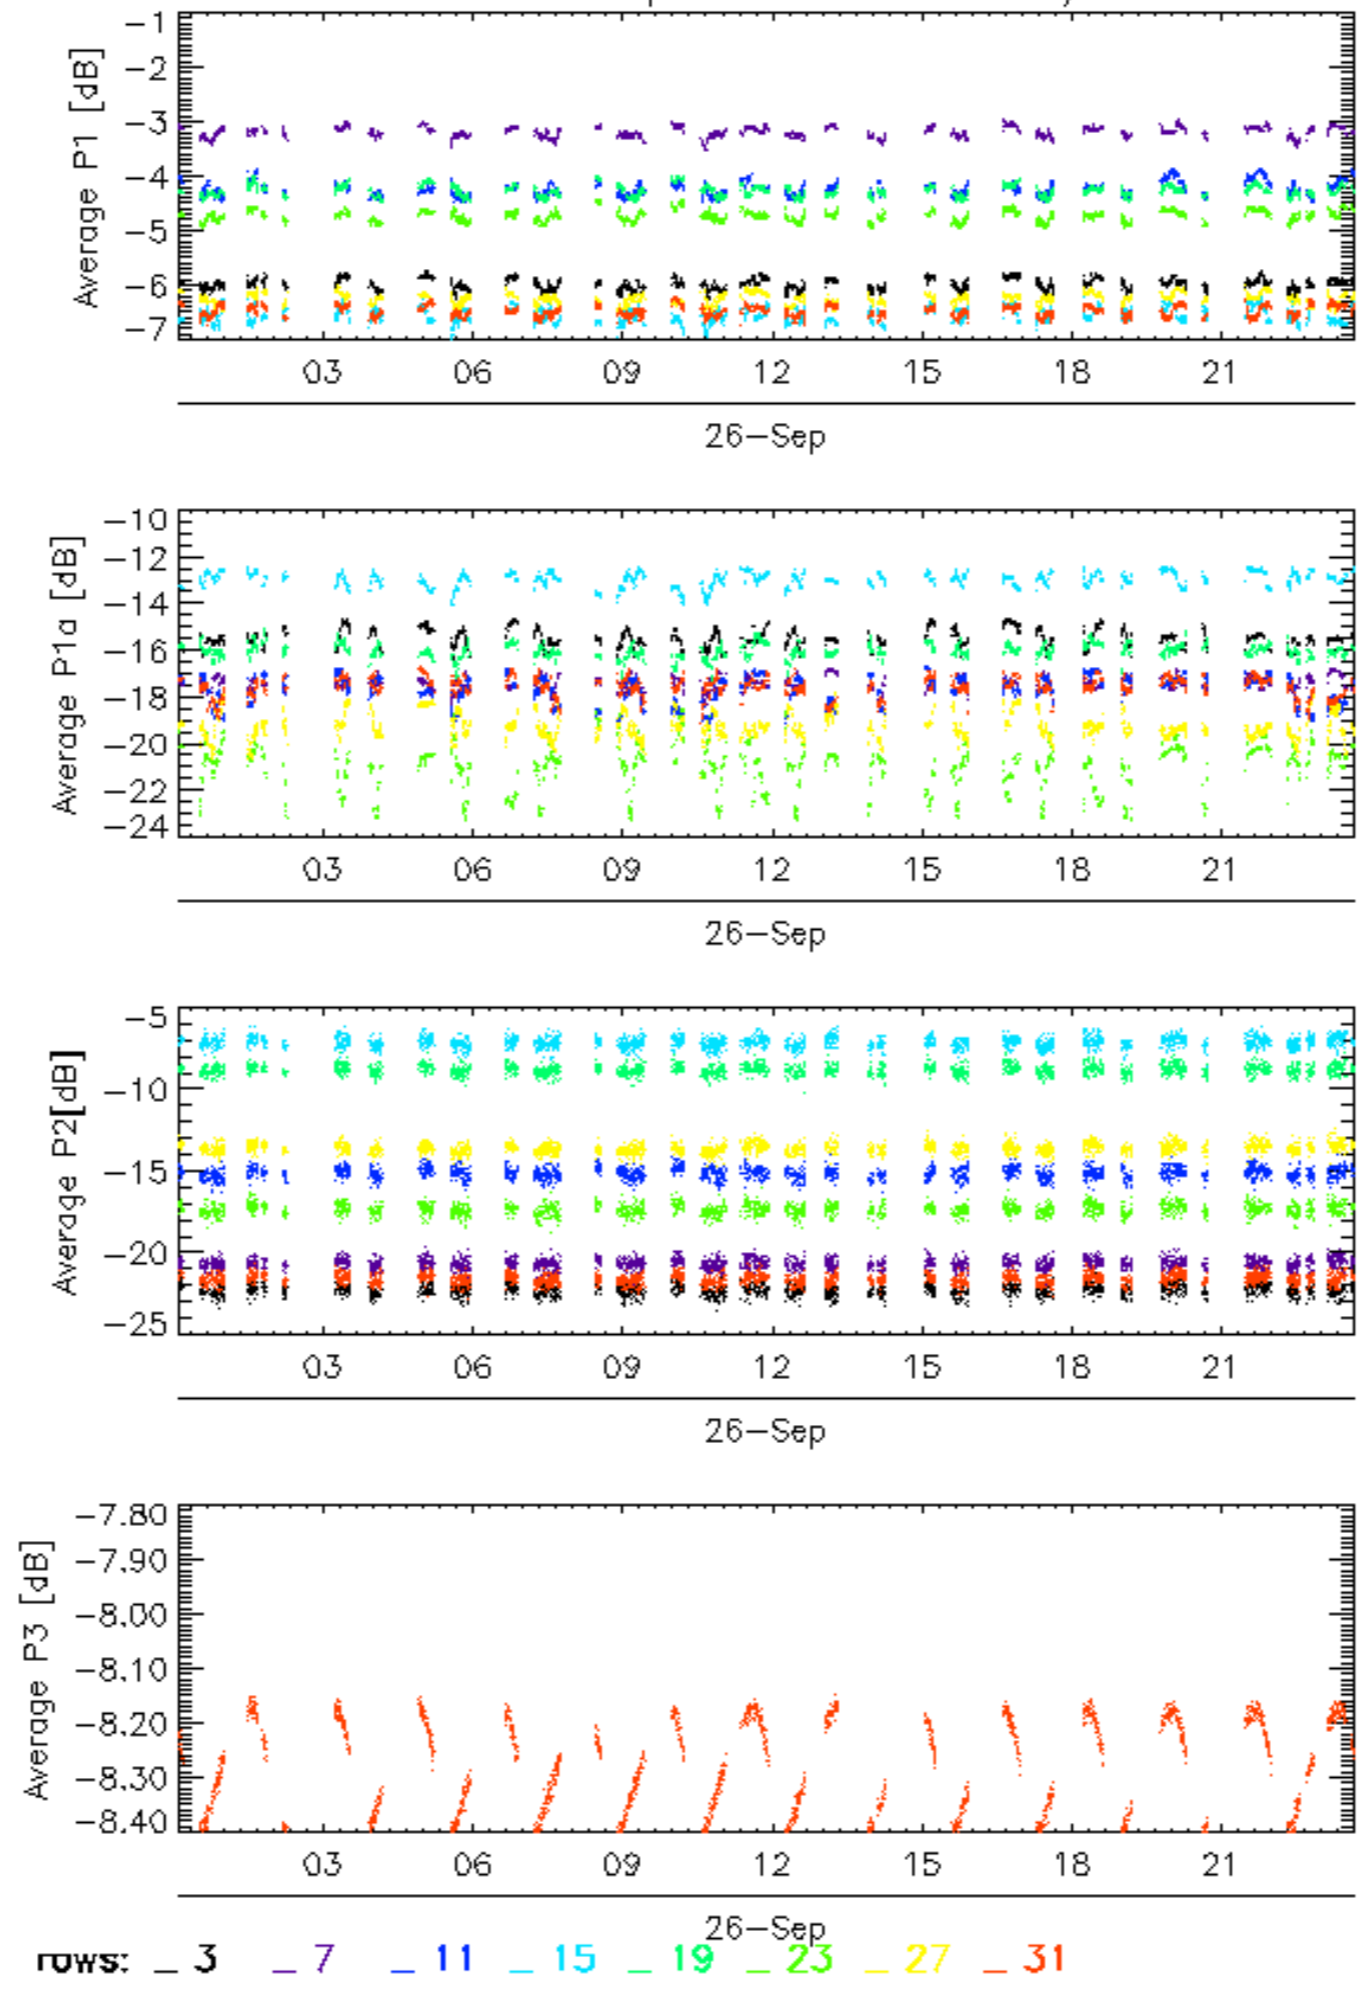 -1
-2
-3
-4
-5
-6
-7
Average P1 [dB]
03 06 09 12 15 18 21
26-Sep
-10
-12
-14
-16
-18
-20
-22
-24
Average P1a [dB]
03 06 09 12 15 18 21
26-Sep
-5
-10
-15
-20
-25
Average P2[dB]
03 06 09 12 15 18 21
26-Sep
-7.80
-7.90
-8.00
-8.10
-8.20
-8.30
-8.40
Average P3 [dB]
03 06 09 12 15 18 21
26-Sep
rows: _ 3 _ 7 _ 11 _ 15 _ 19 _ 23 _ 27 _ 31